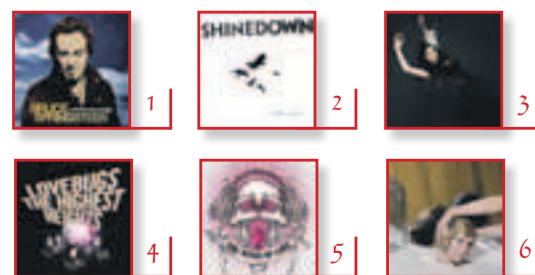 BRUCE
SPRINGSTEEN
1
SHINEDOWN
2
3
LOVEBUGS
THE HIGHEST
HEIGHTS
4
5
6